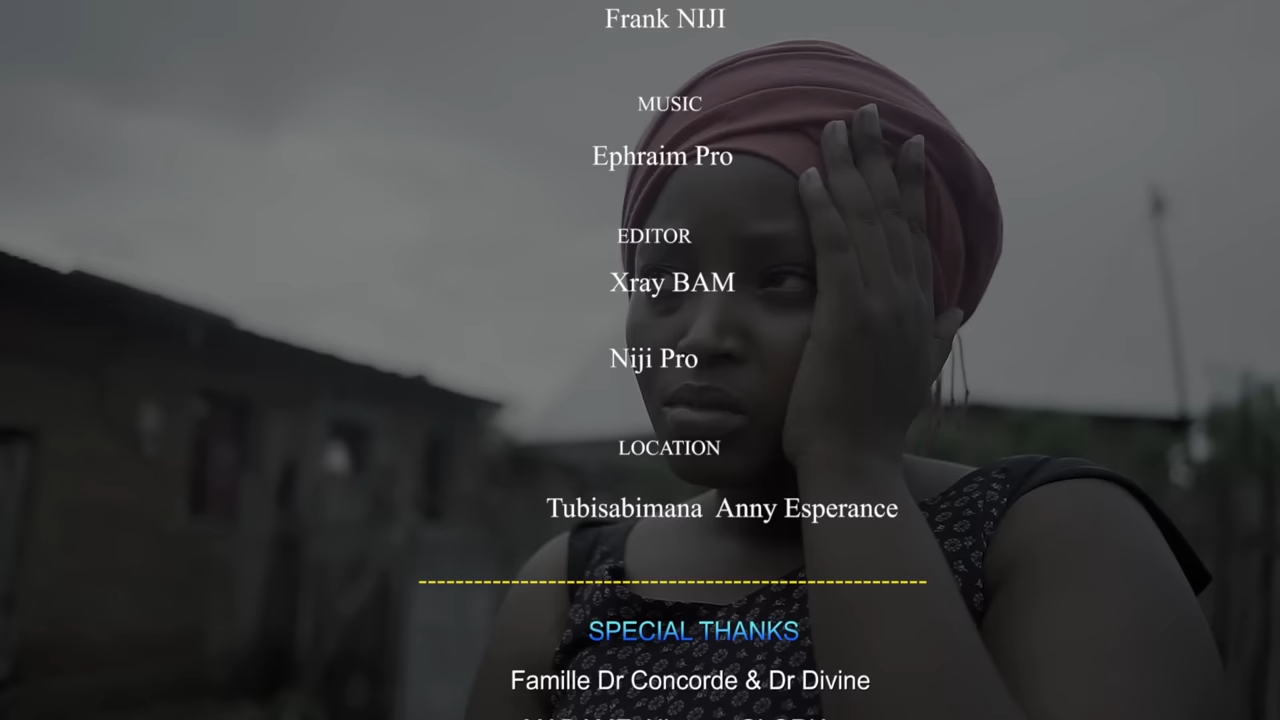 Frank NIJI
MUSIC
Ephraim Pro
EDITOR
Xray BAM
Niji Pro
LOCATION
Tubisabimana Anny Esperance
SPECIAL THANKS
Famille Dr Concorde & Dr Divine